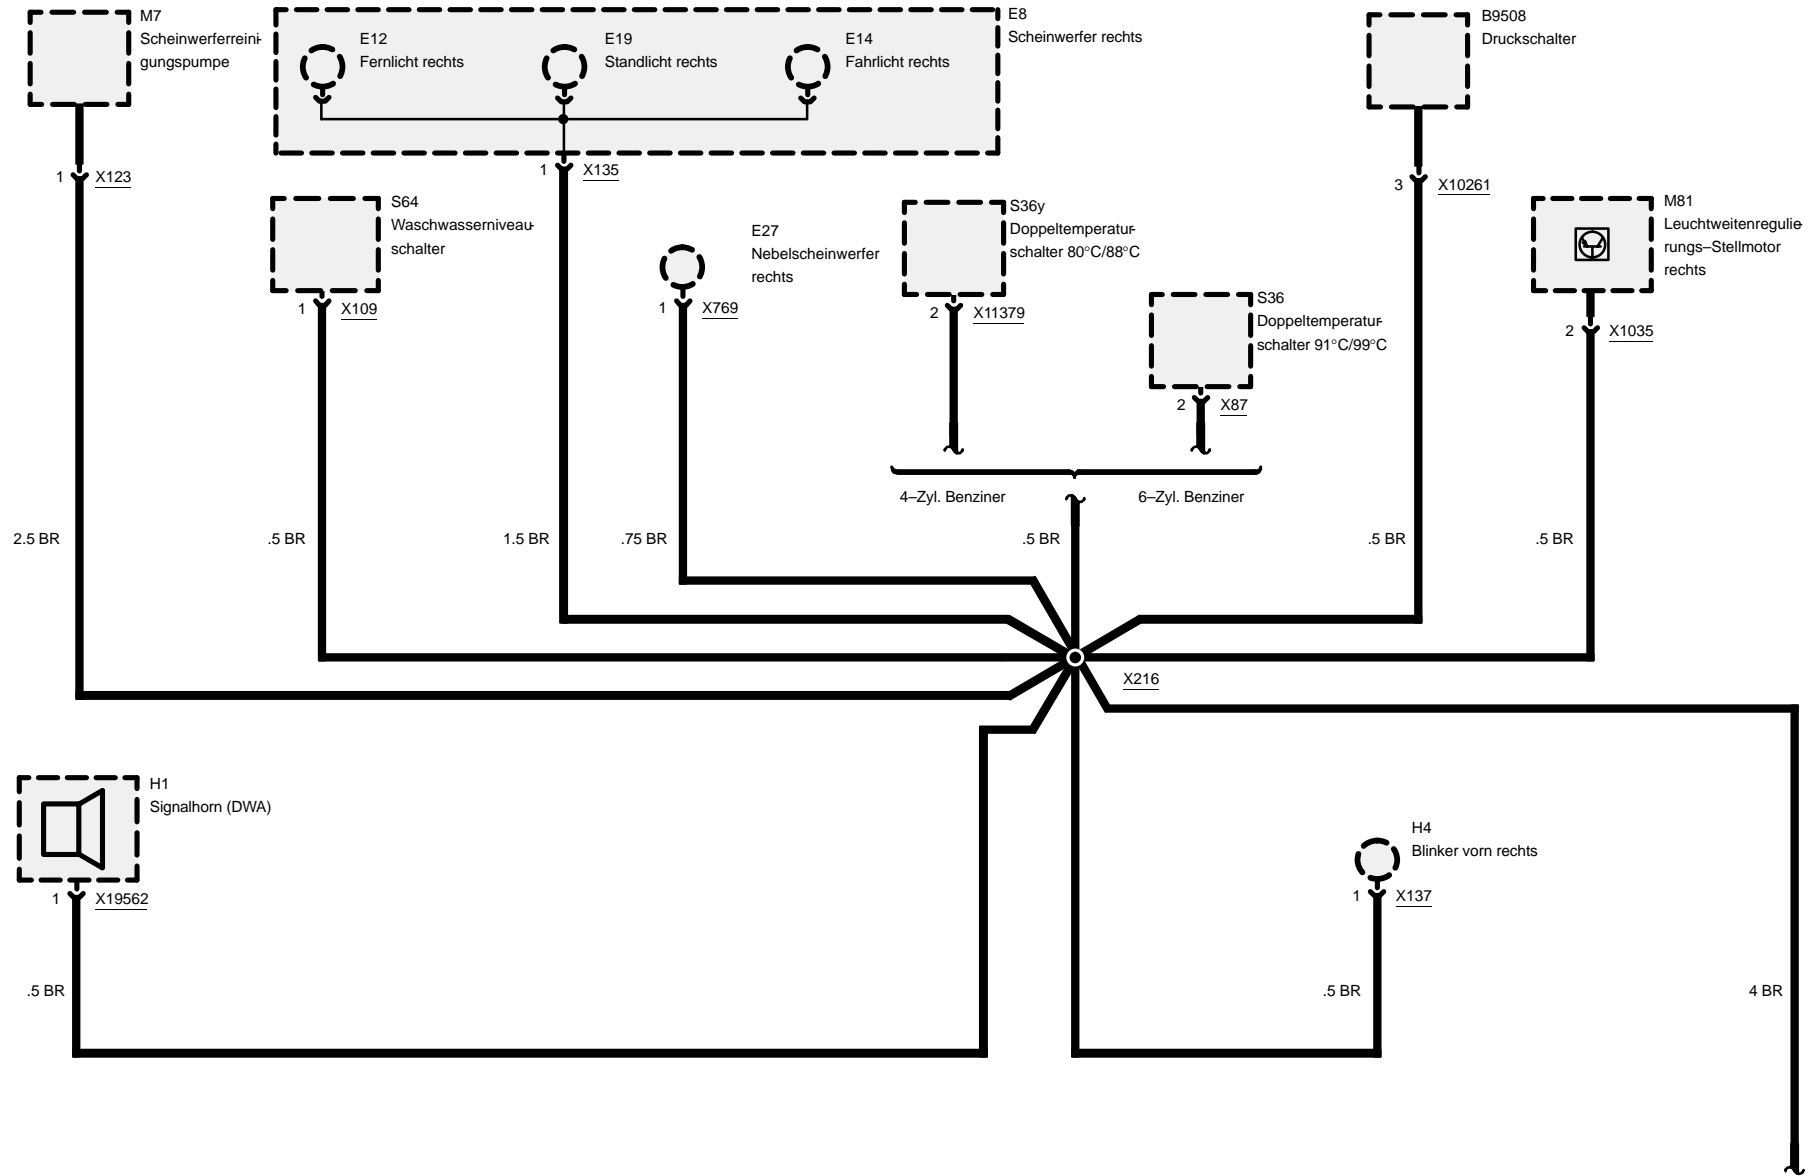 M7
Scheinwerferreini-
gungspumpe
E12
Fernlicht rechts
E19
Standlicht rechts
E14
Fahrlicht rechts
E8
Scheinwerfer rechts
B9508
Druckschalter
1 X123
1 X135
3 X10261
S64
Waschwasserniveau-
schalter
1 X109
E27
Nebelscheinwerfer
rechts
1 X769
S36y
Doppeltemperatur-
schalter 80°C/88°C
2 X11379
S36
Doppeltemperatur-
schalter 91°C/99°C
2 X87
M81
Leuchtweitenregulie-
rungs–Stellmotor
rechts
2 X1035
4–Zyl. Benziner
6–Zyl. Benziner
2.5 BR
.5 BR
1.5 BR
.75 BR
.5 BR
.5 BR
.5 BR
X216
H1
Signalhorn (DWA)
1 X19562
H4
Blinker vorn rechts
1 X137
.5 BR
.5 BR
4 BR